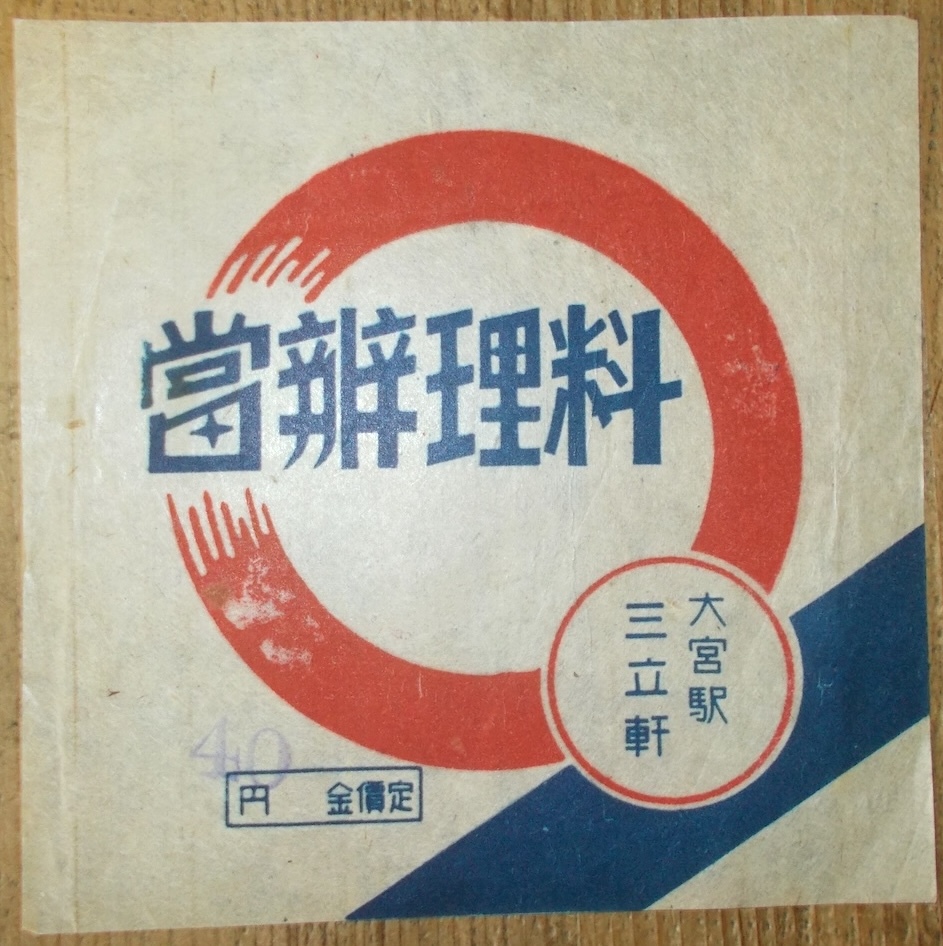 料理辨當
大宮駅
三立軒
40
定價金 円